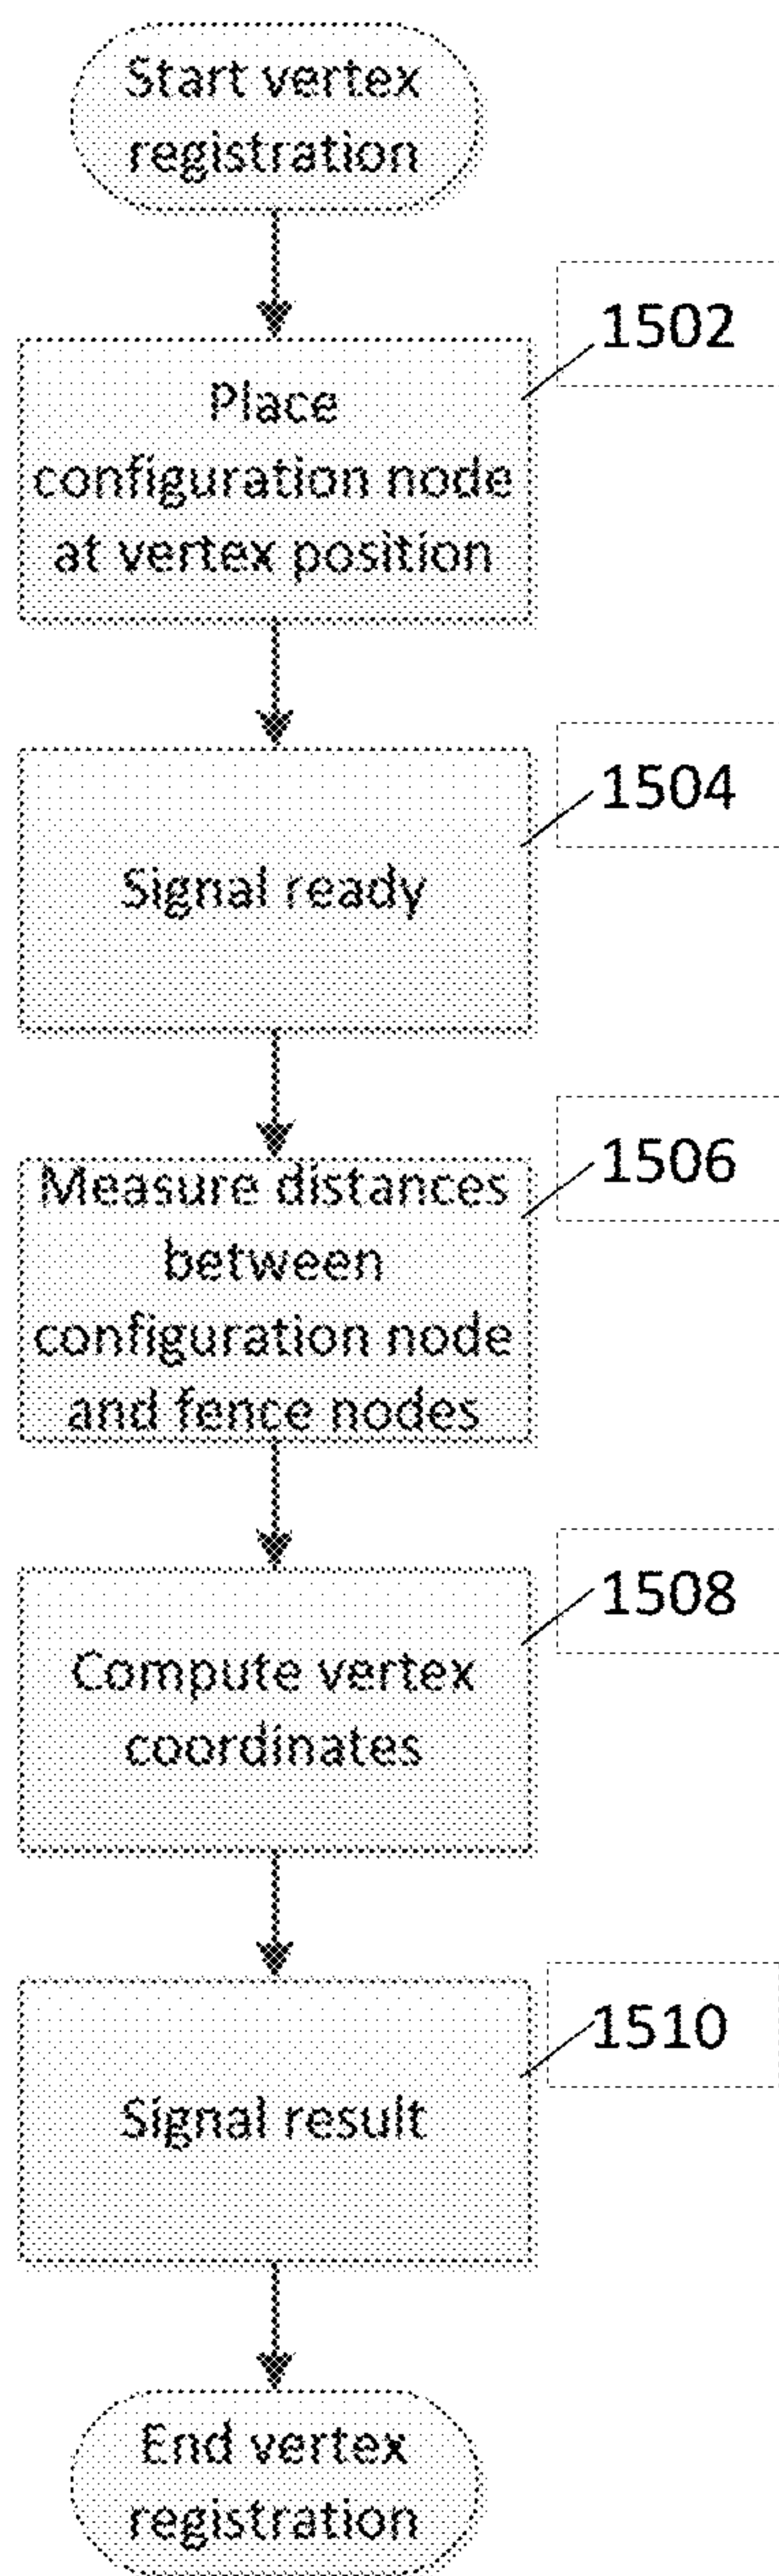 Start vertex
registration
1502
Place
configuration node
at vertex position
1504
Signal ready
1506
Measure distances
between
configuration node
and fence nodes
1508
Compute vertex
coordinates
1510
Signal result
End vertex
registration